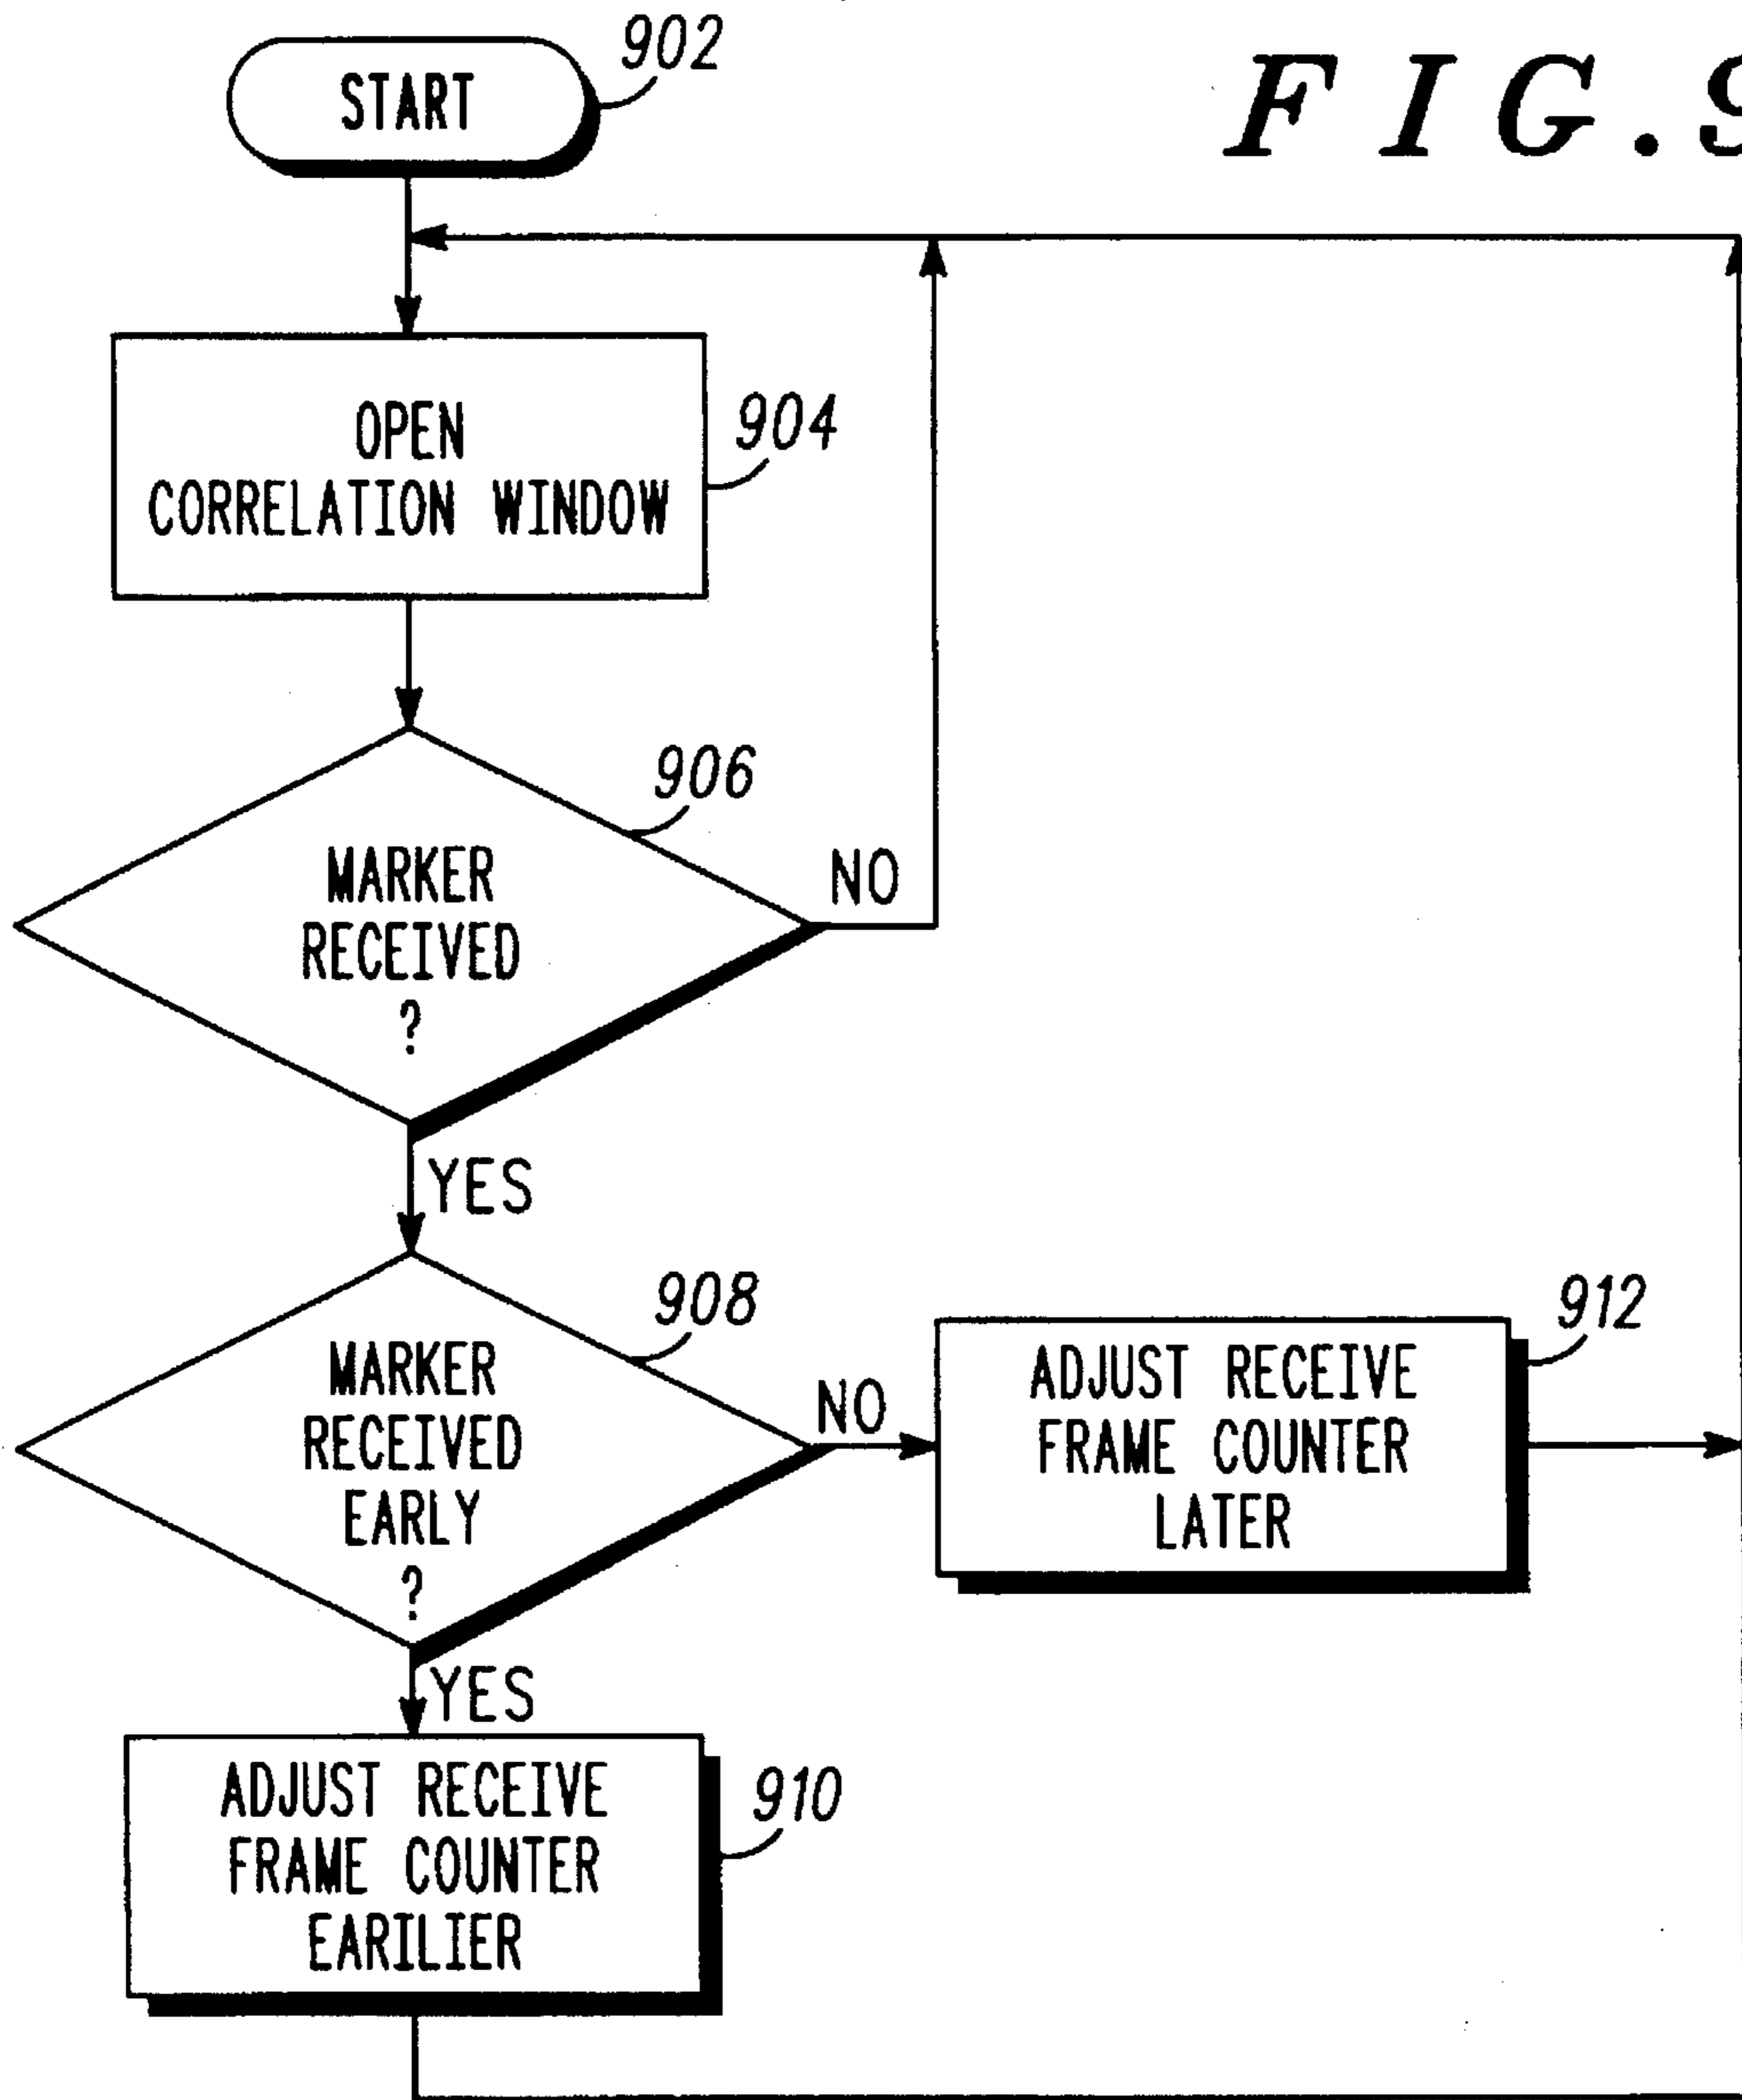 902
START
FIG.9
OPEN
CORRELATION WINDOW
904
906
MARKER
RECEIVED
?
NO
YES
908
MARKER
RECEIVED
EARLY
?
NO
912
ADJUST RECEIVE
FRAME COUNTER
LATER
YES
ADJUST RECEIVE
FRAME COUNTER
EARILIER
910